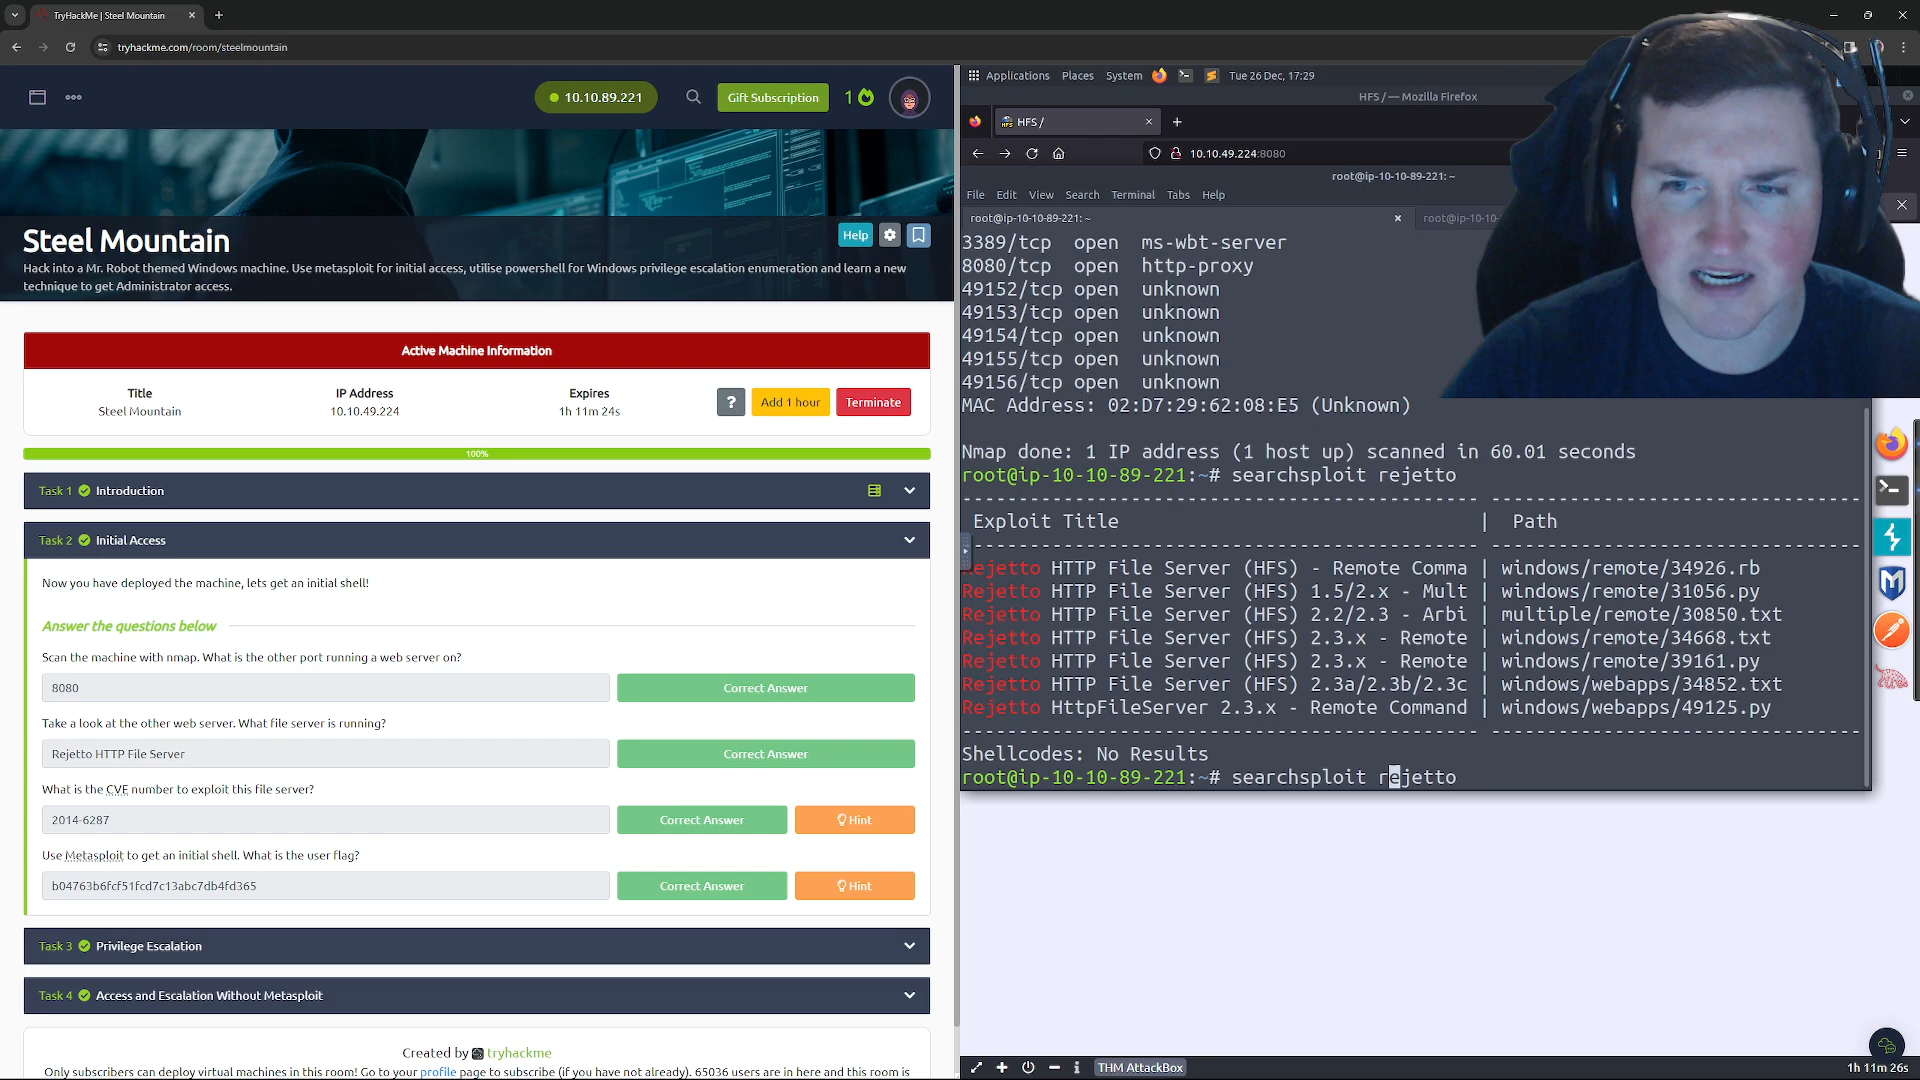 TryHackMe | Steel Mountain
tryhackme.com/room/steelmountain
10.10.89.221
Gift Subscription
1
Steel Mountain
Help
Hack into a Mr. Robot themed Windows machine. Use metasploit for initial access, utilise powershell for Windows privilege escalation enumeration and learn a new
technique to get Administrator access.
Active Machine Information
Title
IP Address
Expires
Steel Mountain
10.10.49.224
1h 11m 24s
?
Add 1 hour
Terminate
100%
Task 1 Introduction
Task 2 Initial Access
Now you have deployed the machine, lets get an initial shell!
Answer the questions below
Scan the machine with nmap. What is the other port running a web server on?
8080
Correct Answer
Take a look at the other web server. What file server is running?
Rejetto HTTP File Server
Correct Answer
What is the CVE number to exploit this file server?
2014-6287
Correct Answer
Hint
Use Metasploit to get an initial shell. What is the user flag?
b04763b6fcf51fcd7c13abc7db4fd365
Correct Answer
Hint
Task 3 Privilege Escalation
Task 4 Access and Escalation Without Metasploit
Created by tryhackme
Only subscribers can deploy virtual machines in this room! Go to your profile page to subscribe (if you have not already). 65036 users are in here and this room is
Applications Places System Tue 26 Dec, 17:29
HFS / — Mozilla Firefox
HFS /
10.10.49.224:8080
root@ip-10-10-89-221: ~
File Edit View Search Terminal Tabs Help
root@ip-10-10-89-221: ~
root@ip-10-10-
3389/tcp open ms-wbt-server
8080/tcp open http-proxy
49152/tcp open unknown
49153/tcp open unknown
49154/tcp open unknown
49155/tcp open unknown
49156/tcp open unknown
MAC Address: 02:D7:29:62:08:E5 (Unknown)
Nmap done: 1 IP address (1 host up) scanned in 60.01 seconds
root@ip-10-10-89-221:~# searchsploit rejetto
Exploit Title | Path
Rejetto HTTP File Server (HFS) - Remote Comma | windows/remote/34926.rb
Rejetto HTTP File Server (HFS) 1.5/2.x - Mult | windows/remote/31056.py
Rejetto HTTP File Server (HFS) 2.2/2.3 - Arbi | multiple/remote/30850.txt
Rejetto HTTP File Server (HFS) 2.3.x - Remote | windows/remote/34668.txt
Rejetto HTTP File Server (HFS) 2.3.x - Remote | windows/remote/39161.py
Rejetto HTTP File Server (HFS) 2.3a/2.3b/2.3c | windows/webapps/34852.txt
Rejetto HttpFileServer 2.3.x - Remote Command | windows/webapps/49125.py
Shellcodes: No Results
root@ip-10-10-89-221:~# searchsploit rejetto
THM AttackBox
1h 11m 26s